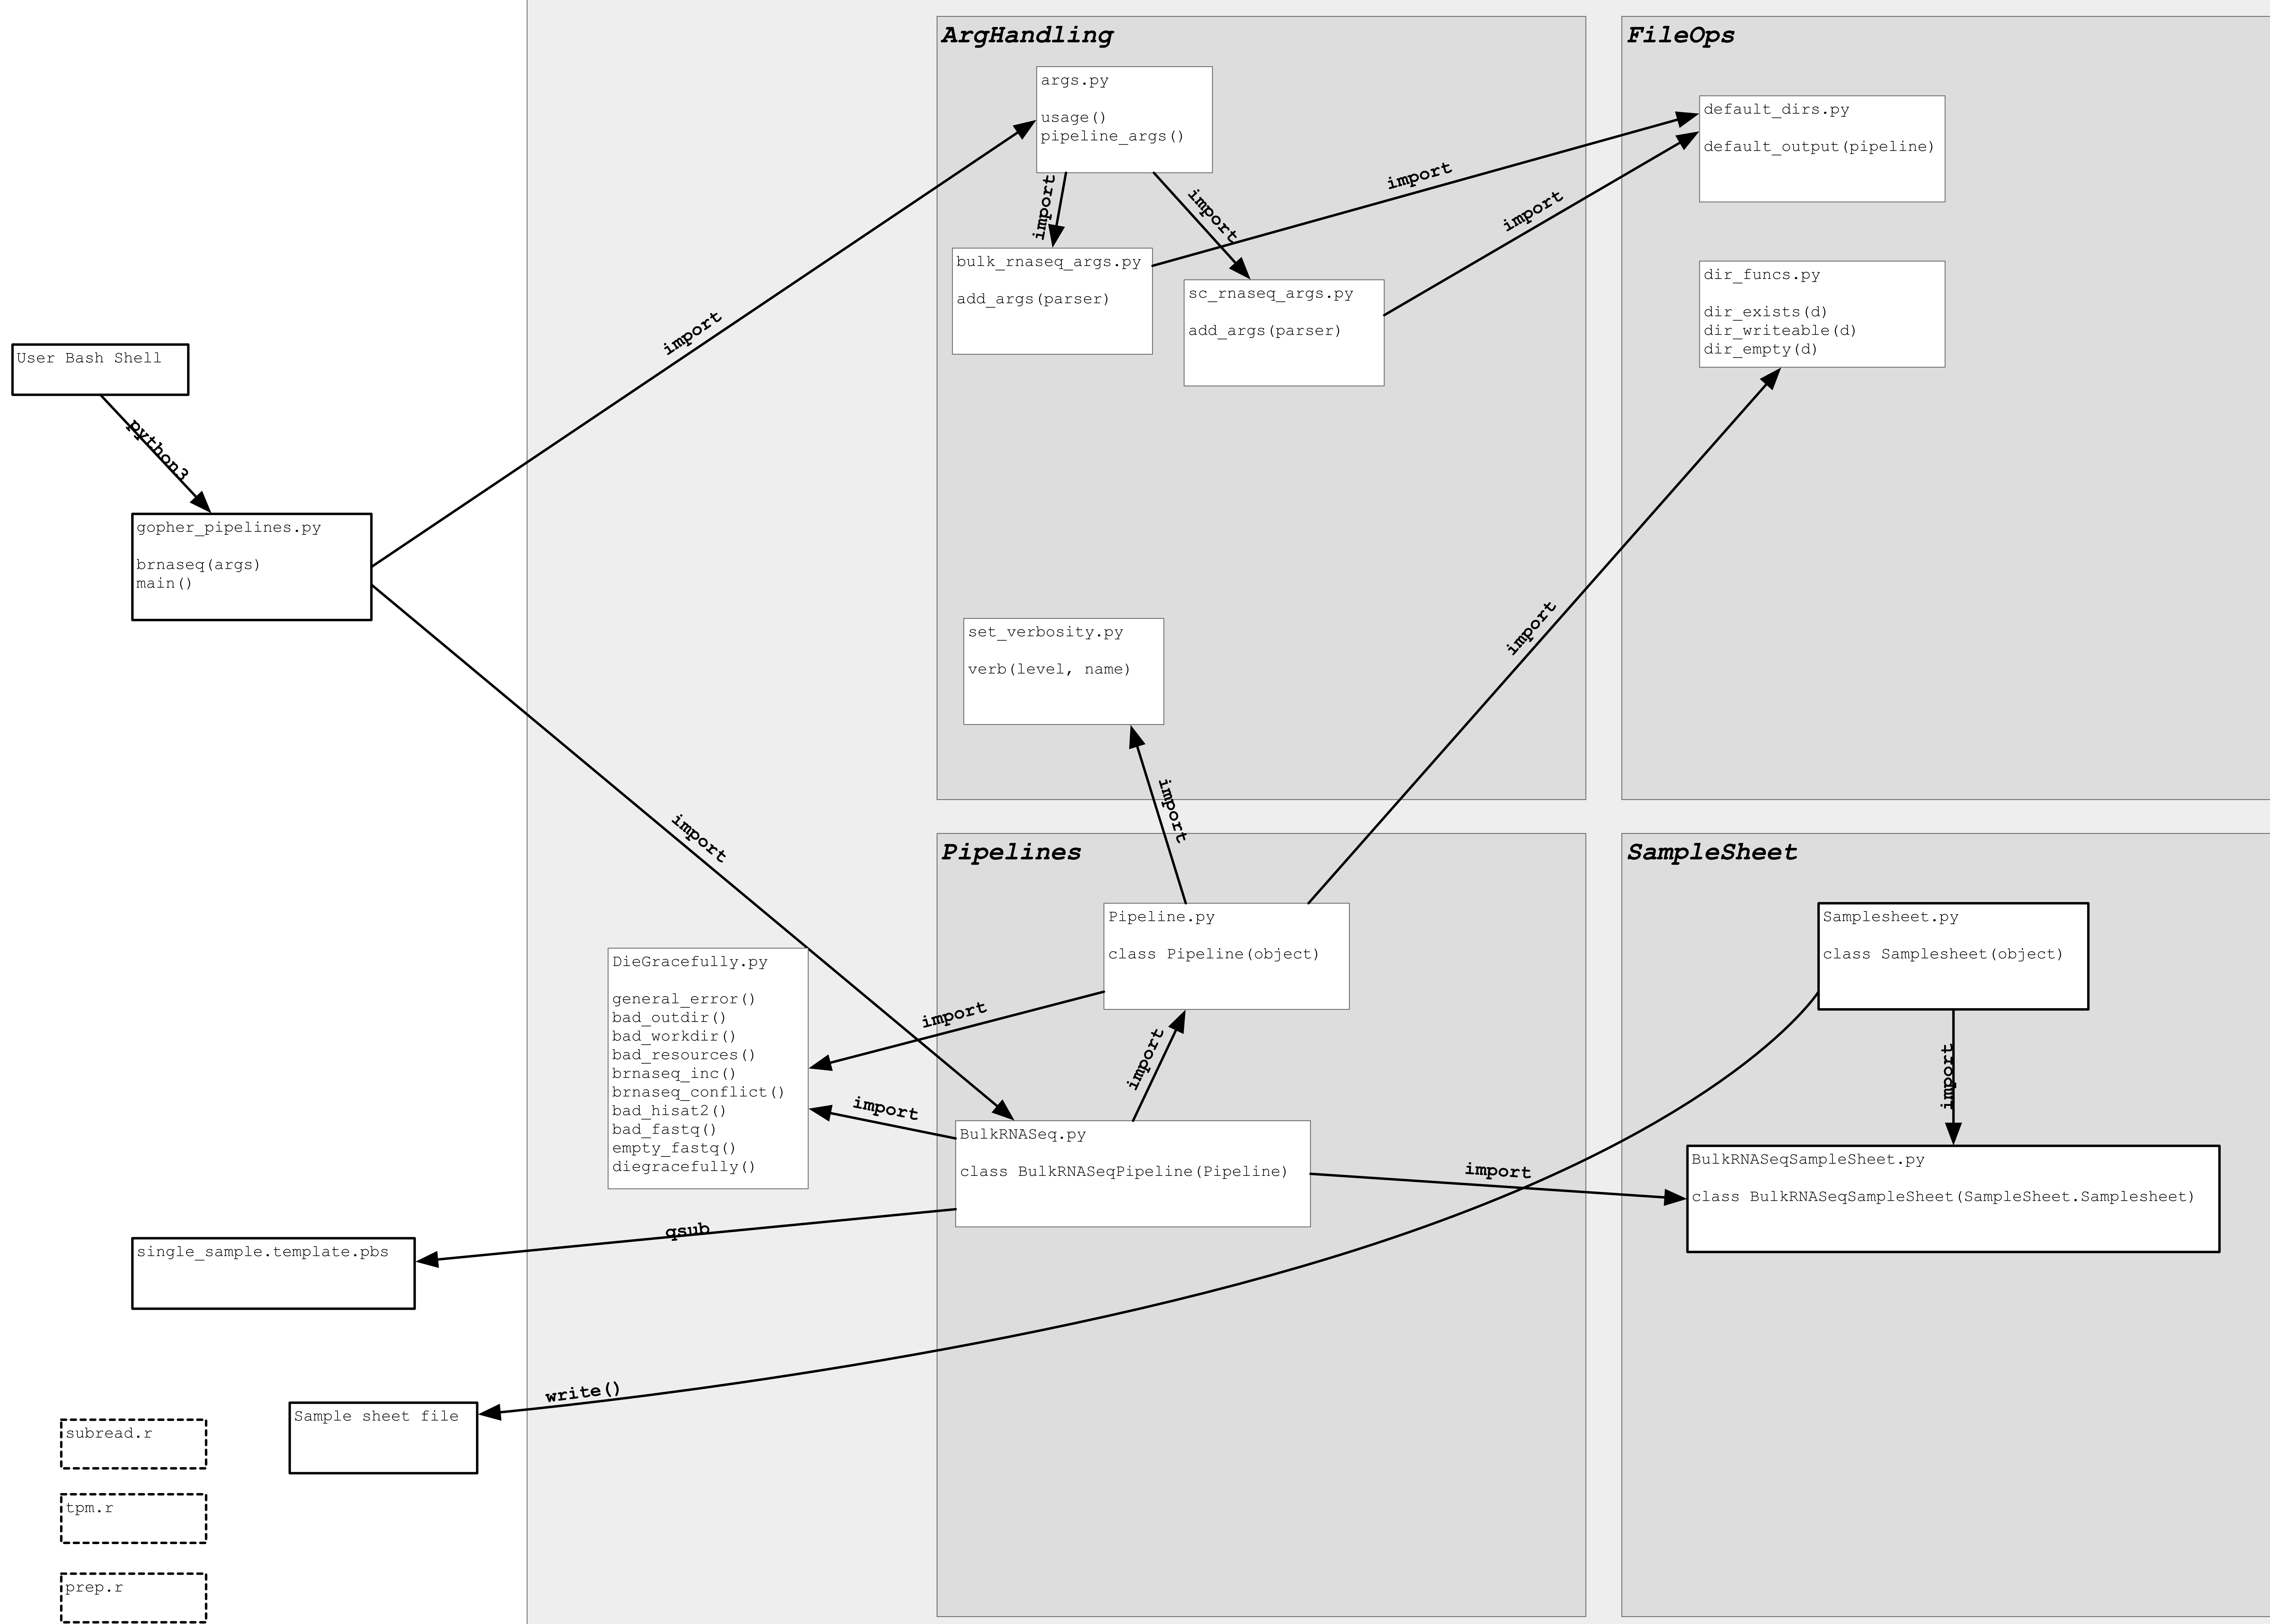 ArgHandling
args.py
usage()
pipeline_args()
import
import
bulk_rnaseq_args.py
add_args(parser)
sc_rnaseq_args.py
add_args(parser)
import
import
FileOps
default_dirs.py
default_output(pipeline)
dir_funcs.py
dir_exists(d)
dir_writeable(d)
dir_empty(d)
User Bash Shell
python3
gopher_pipelines.py
brnaseq(args)
main()
import
import
set_verbosity.py
verb(level, name)
import
import
Pipelines
Pipeline.py
class Pipeline(object)
import
import
DieGracefully.py
general_error()
bad_outdir()
bad_workdir()
bad_resources()
brnaseq_inc()
brnaseq_conflict()
bad_hisat2()
bad_fastq()
empty_fastq()
diegracefully()
import
BulkRNASeq.py
class BulkRNASeqPipeline(Pipeline)
import
SampleSheet
Samplesheet.py
class Samplesheet(object)
import
BulkRNASeqSampleSheet.py
class BulkRNASeqSampleSheet(SampleSheet.Samplesheet)
qsub
single_sample.template.pbs
write()
Sample sheet file
subread.r
tpm.r
prep.r